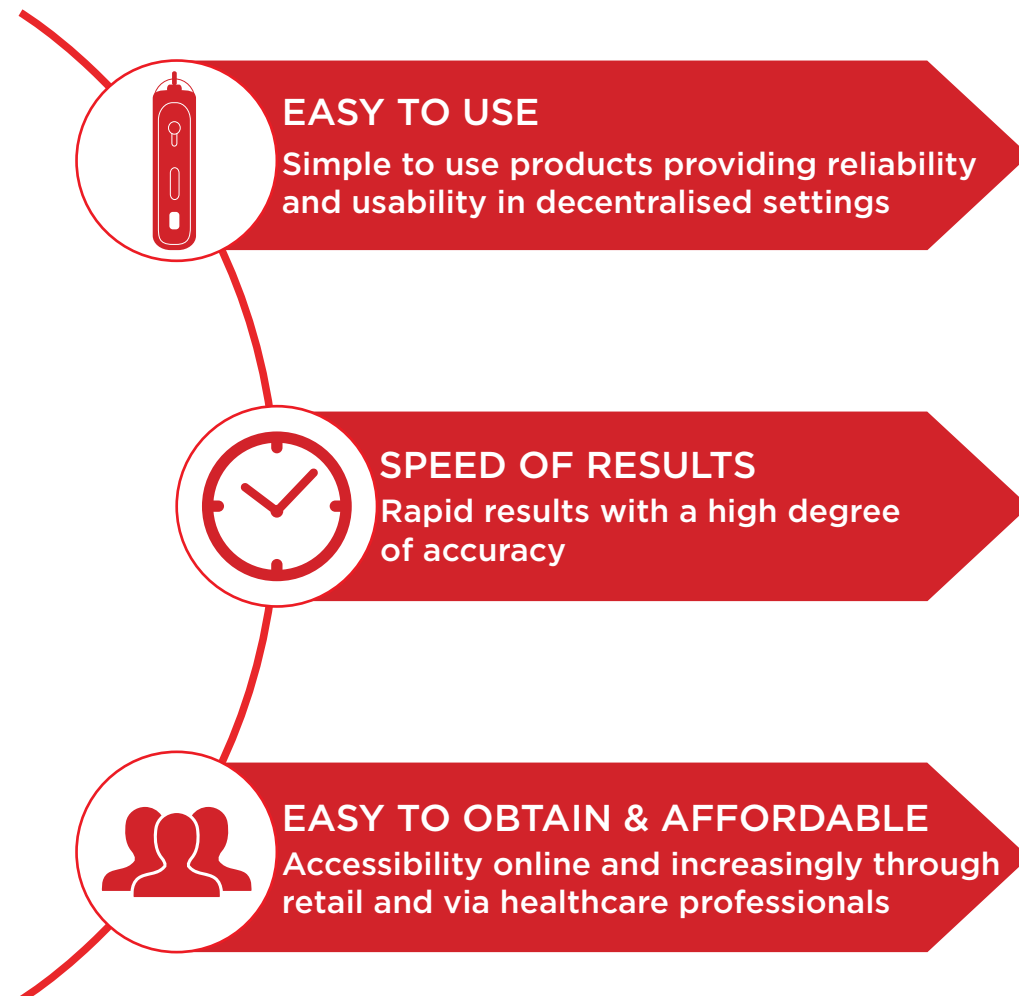 EASY TO USE
Simple to use products providing reliability
and usability in decentralised settings
SPEED OF RESULTS
Rapid results with a high degree
of accuracy
EASY TO OBTAIN & AFFORDABLE
Accessibility online and increasingly through
retail and via healthcare professionals